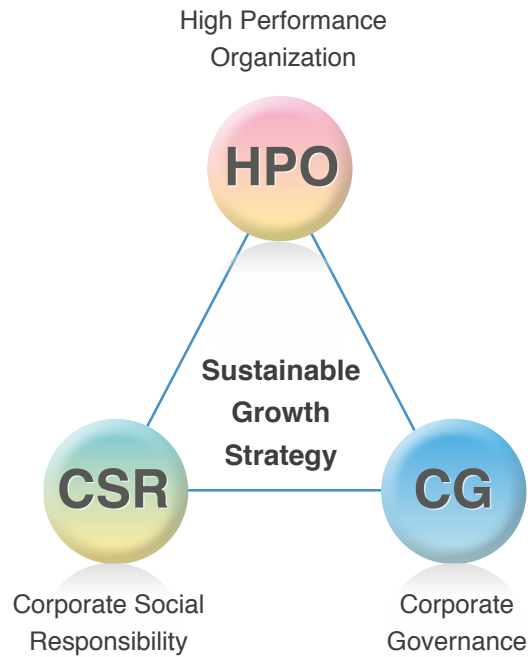 High Performance
Organization
HPO
Sustainable
Growth
Strategy
CSR
CG
Corporate Social
Responsibility
Corporate
Governance